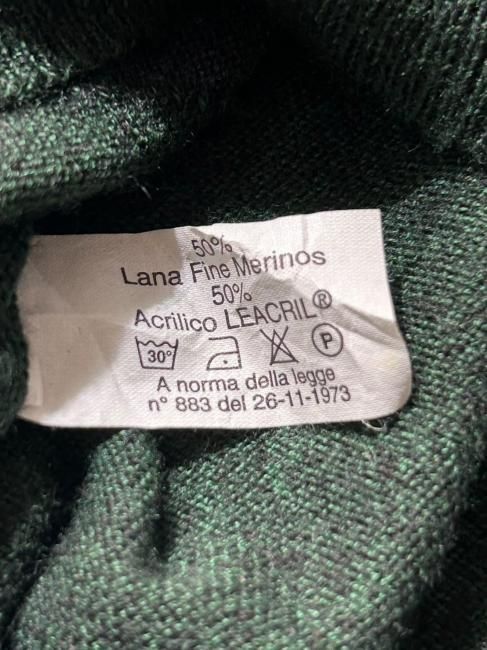 50%
Lana Fine Merinos
50%
Acrilico LEACRIL®
30° P
A norma della legge
n° 883 del 26-11-1973